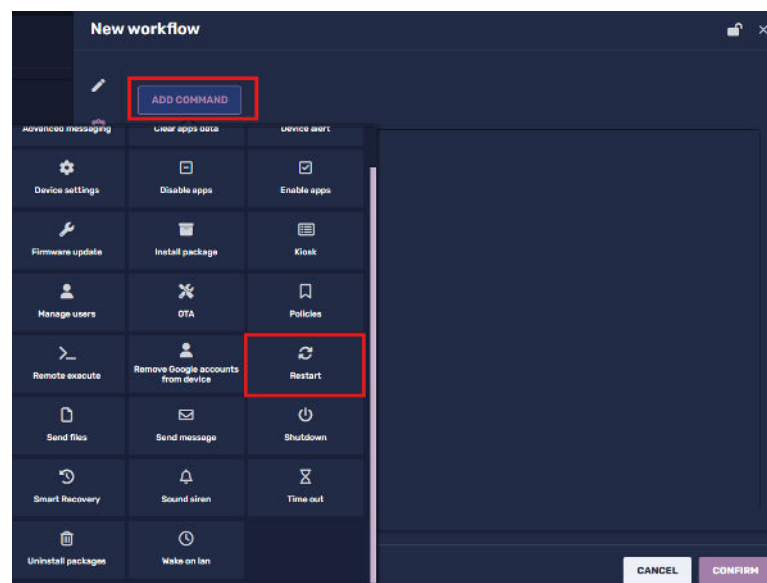 New workflow
ADD COMMAND
Advanced messaging
Clear apps data
Device alert
Device settings
Disable apps
Enable apps
Firmware update
Install package
Kiosk
Manage users
OTA
Policies
Remote execute
Remove Google accounts
from device
Restart
Send files
Send message
Shutdown
Smart Recovery
Sound siren
Time out
Uninstall packages
Wake on lan
CANCEL
CONFIRM